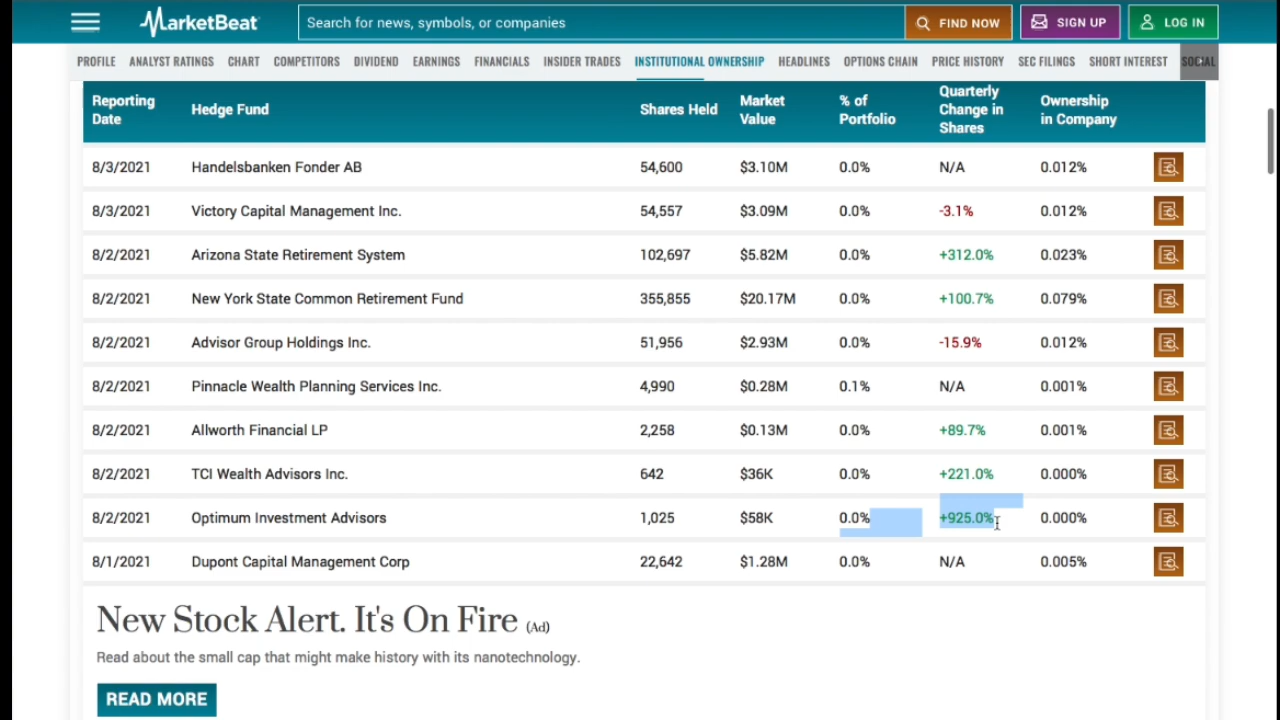 MarketBeat
Search for news, symbols, or companies
FIND NOW
SIGN UP
LOG IN
PROFILE ANALYST RATINGS CHART COMPETITORS DIVIDEND EARNINGS FINANCIALS INSIDER TRADES INSTITUTIONAL OWNERSHIP HEADLINES OPTIONS CHAIN PRICE HISTORY SEC FILINGS SHORT INTEREST SOCIAL
Reporting Date Hedge Fund Shares Held Market Value % of Portfolio Quarterly Change in Shares Ownership in Company
8/3/2021 Handelsbanken Fonder AB 54,600 $3.10M 0.0% N/A 0.012%
8/3/2021 Victory Capital Management Inc. 54,557 $3.09M 0.0% -3.1% 0.012%
8/2/2021 Arizona State Retirement System 102,697 $5.82M 0.0% +312.0% 0.023%
8/2/2021 New York State Common Retirement Fund 355,855 $20.17M 0.0% +100.7% 0.079%
8/2/2021 Advisor Group Holdings Inc. 51,956 $2.93M 0.0% -15.9% 0.012%
8/2/2021 Pinnacle Wealth Planning Services Inc. 4,990 $0.28M 0.1% N/A 0.001%
8/2/2021 Allworth Financial LP 2,258 $0.13M 0.0% +89.7% 0.001%
8/2/2021 TCI Wealth Advisors Inc. 642 $36K 0.0% +221.0% 0.000%
8/2/2021 Optimum Investment Advisors 1,025 $58K 0.0% +925.0% 0.000%
8/1/2021 Dupont Capital Management Corp 22,642 $1.28M 0.0% N/A 0.005%
New Stock Alert. It's On Fire (Ad)
Read about the small cap that might make history with its nanotechnology.
READ MORE